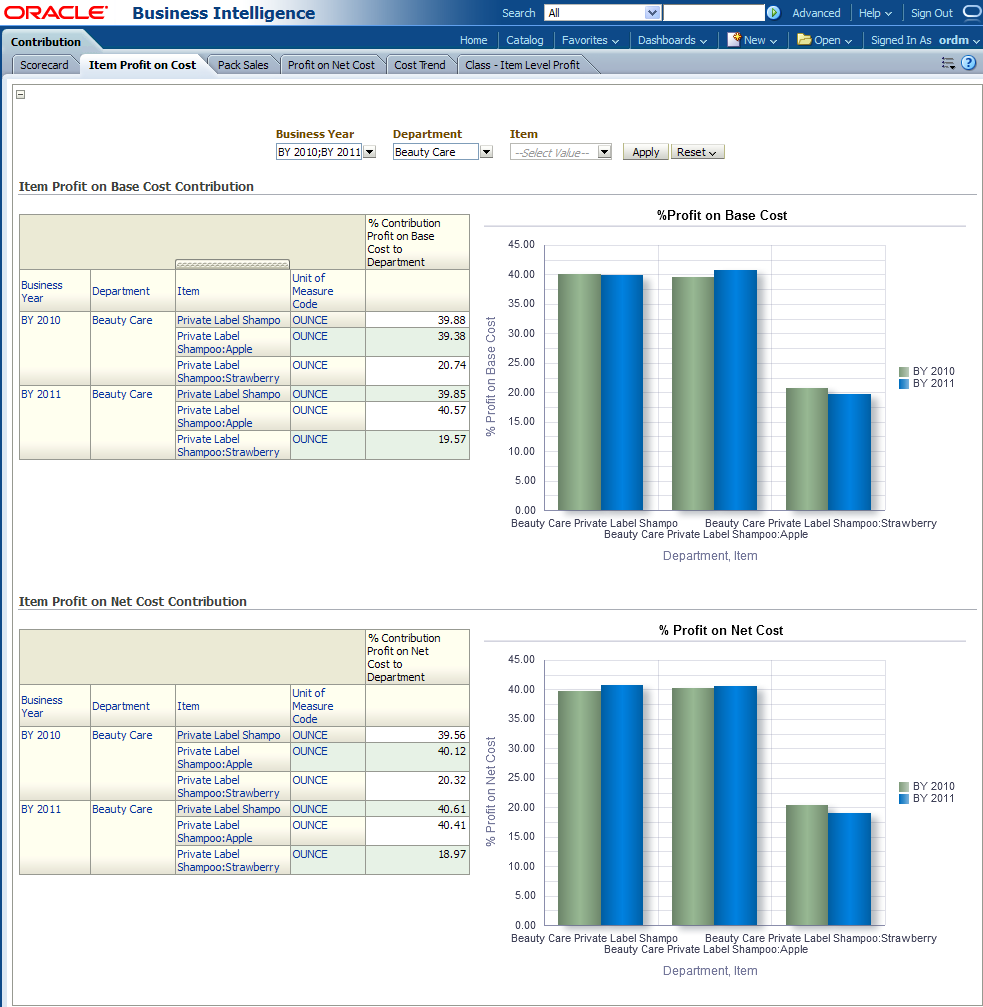 ORACLE Business Intelligence
Search All Advanced Help Sign Out
Contribution
Home Catalog Favorites Dashboards New Open Signed In As ordm
Scorecard Item Profit on Cost Pack Sales Profit on Net Cost Cost Trend Class - Item Level Profit
Business Year Department Item
BY 2010;BY 2011 Beauty Care --Select Value-- Apply Reset
Item Profit on Base Cost Contribution
% Contribution
Profit on Base
Cost to
Department
Business
Year
Department
Item
Unit of
Measure
Code
BY 2010 Beauty Care Private Label Shampo OUNCE 39.88
Private Label
Shampoo:Apple
OUNCE 39.38
Private Label
Shampoo:Strawberry
OUNCE 20.74
BY 2011 Beauty Care Private Label Shampo OUNCE 39.85
Private Label
Shampoo:Apple
OUNCE 40.57
Private Label
Shampoo:Strawberry
OUNCE 19.57
%Profit on Base Cost
% Profit on Base Cost
45.00
40.00
35.00
30.00
25.00
20.00
15.00
10.00
5.00
0.00
Beauty Care Private Label Shampo
Beauty Care Private Label Shampoo:Apple
Beauty Care Private Label Shampoo:Strawberry
Department, Item
BY 2010
BY 2011
Item Profit on Net Cost Contribution
% Contribution
Profit on Net
Cost to
Department
Business
Year
Department
Item
Unit of
Measure
Code
BY 2010 Beauty Care Private Label Shampo OUNCE 39.56
Private Label
Shampoo:Apple
OUNCE 40.12
Private Label
Shampoo:Strawberry
OUNCE 20.32
BY 2011 Beauty Care Private Label Shampo OUNCE 40.61
Private Label
Shampoo:Apple
OUNCE 40.41
Private Label
Shampoo:Strawberry
OUNCE 18.97
% Profit on Net Cost
% Profit on Net Cost
45.00
40.00
35.00
30.00
25.00
20.00
15.00
10.00
5.00
0.00
Beauty Care Private Label Shampo
Beauty Care Private Label Shampoo:Apple
Beauty Care Private Label Shampoo:Strawberry
Department, Item
BY 2010
BY 2011